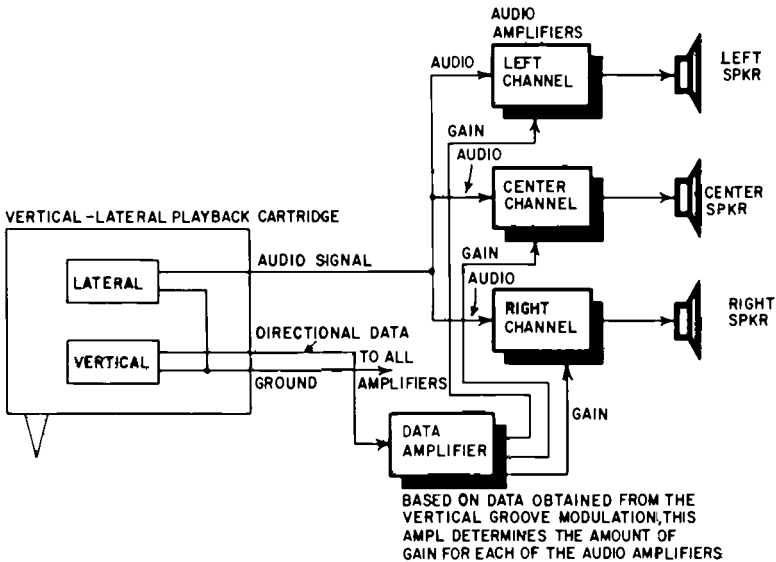 AUDIO
AMPLIFIERS
AUDIO
LEFT
CHANNEL
LEFT
SPKR
GAIN
AUDIO
CENTER
CHANNEL
CENTER
SPKR
VERTICAL-LATERAL PLAYBACK CARTRIDGE
GAIN
AUDIO SIGNAL
AUDIO
LATERAL
RIGHT
CHANNEL
RIGHT
SPKR
DIRECTIONAL DATA
VERTICAL
TO ALL
GROUND
AMPLIFIERS
GAIN
DATA
AMPLIFIER
BASED ON DATA OBTAINED FROM THE
VERTICAL GROOVE MODULATION, THIS
AMPL DETERMINES THE AMOUNT OF
GAIN FOR EACH OF THE AUDIO AMPLIFIERS